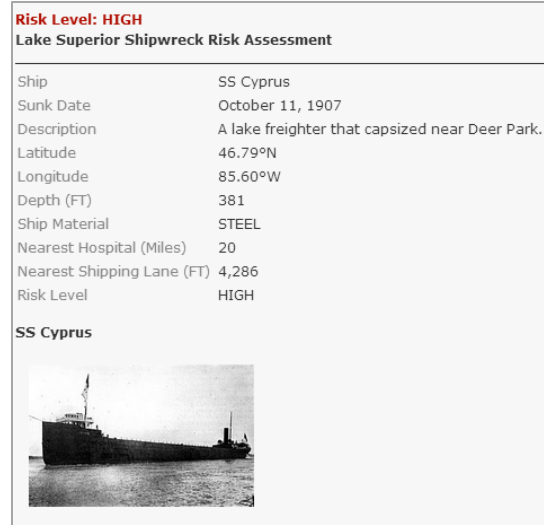 Risk Level: HIGH
Lake Superior Shipwreck Risk Assessment
Ship SS Cyprus
Sunk Date October 11, 1907
Description A lake freighter that capsized near Deer Park.
Latitude 46.79°N
Longitude 85.60°W
Depth (FT) 381
Ship Material STEEL
Nearest Hospital (Miles) 20
Nearest Shipping Lane (FT) 4,286
Risk Level HIGH
SS Cyprus